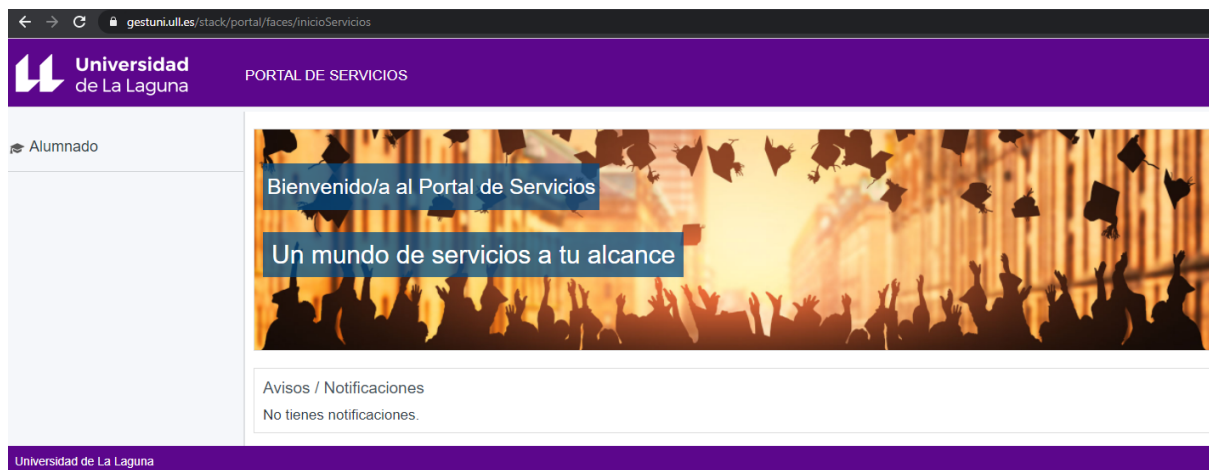 gestuni.ull.es/stack/portal/faces/inicioServicios
Universidad
de La Laguna
PORTAL DE SERVICIOS
Alumnado
Bienvenido/a al Portal de Servicios
Un mundo de servicios a tu alcance
Avisos / Notificaciones
No tienes notificaciones.
Universidad de La Laguna